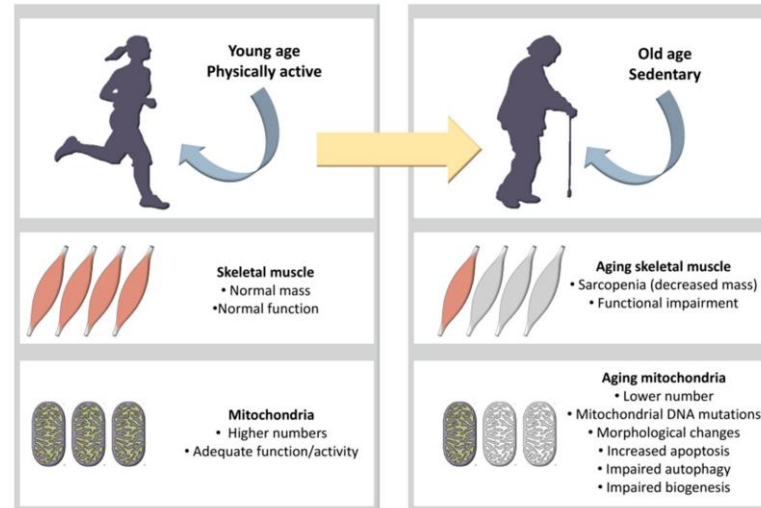 Young age
Physically active
Skeletal muscle
• Normal mass
•Normal function
Mitochondria
• Higher numbers
• Adequate function/activity
Old age
Sedentary
Aging skeletal muscle
• Sarcopenia (decreased mass)
• Functional impairment
Aging mitochondria
• Lower number
• Mitochondrial DNA mutations
• Morphological changes
• Increased apoptosis
• Impaired autophagy
• Impaired biogenesis